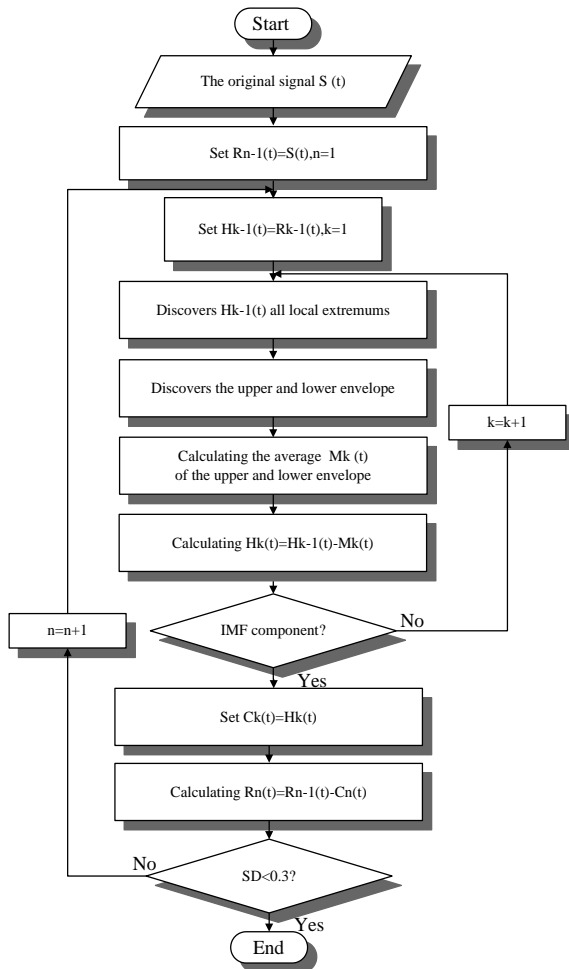 Start
The original signal S (t)
Set Rn-1(t)=S(t),n=1
Set Hk-1(t)=Rk-1(t),k=1
Discovers Hk-1(t) all local extremums
Discovers the upper and lower envelope
k=k+1
Calculating the average Mk (t)
of the upper and lower envelope
Calculating Hk(t)=Hk-1(t)-Mk(t)
n=n+1
IMF component?
No
Yes
Set Ck(t)=Hk(t)
Calculating Rn(t)=Rn-1(t)-Cn(t)
No
SD<0.3?
Yes
End